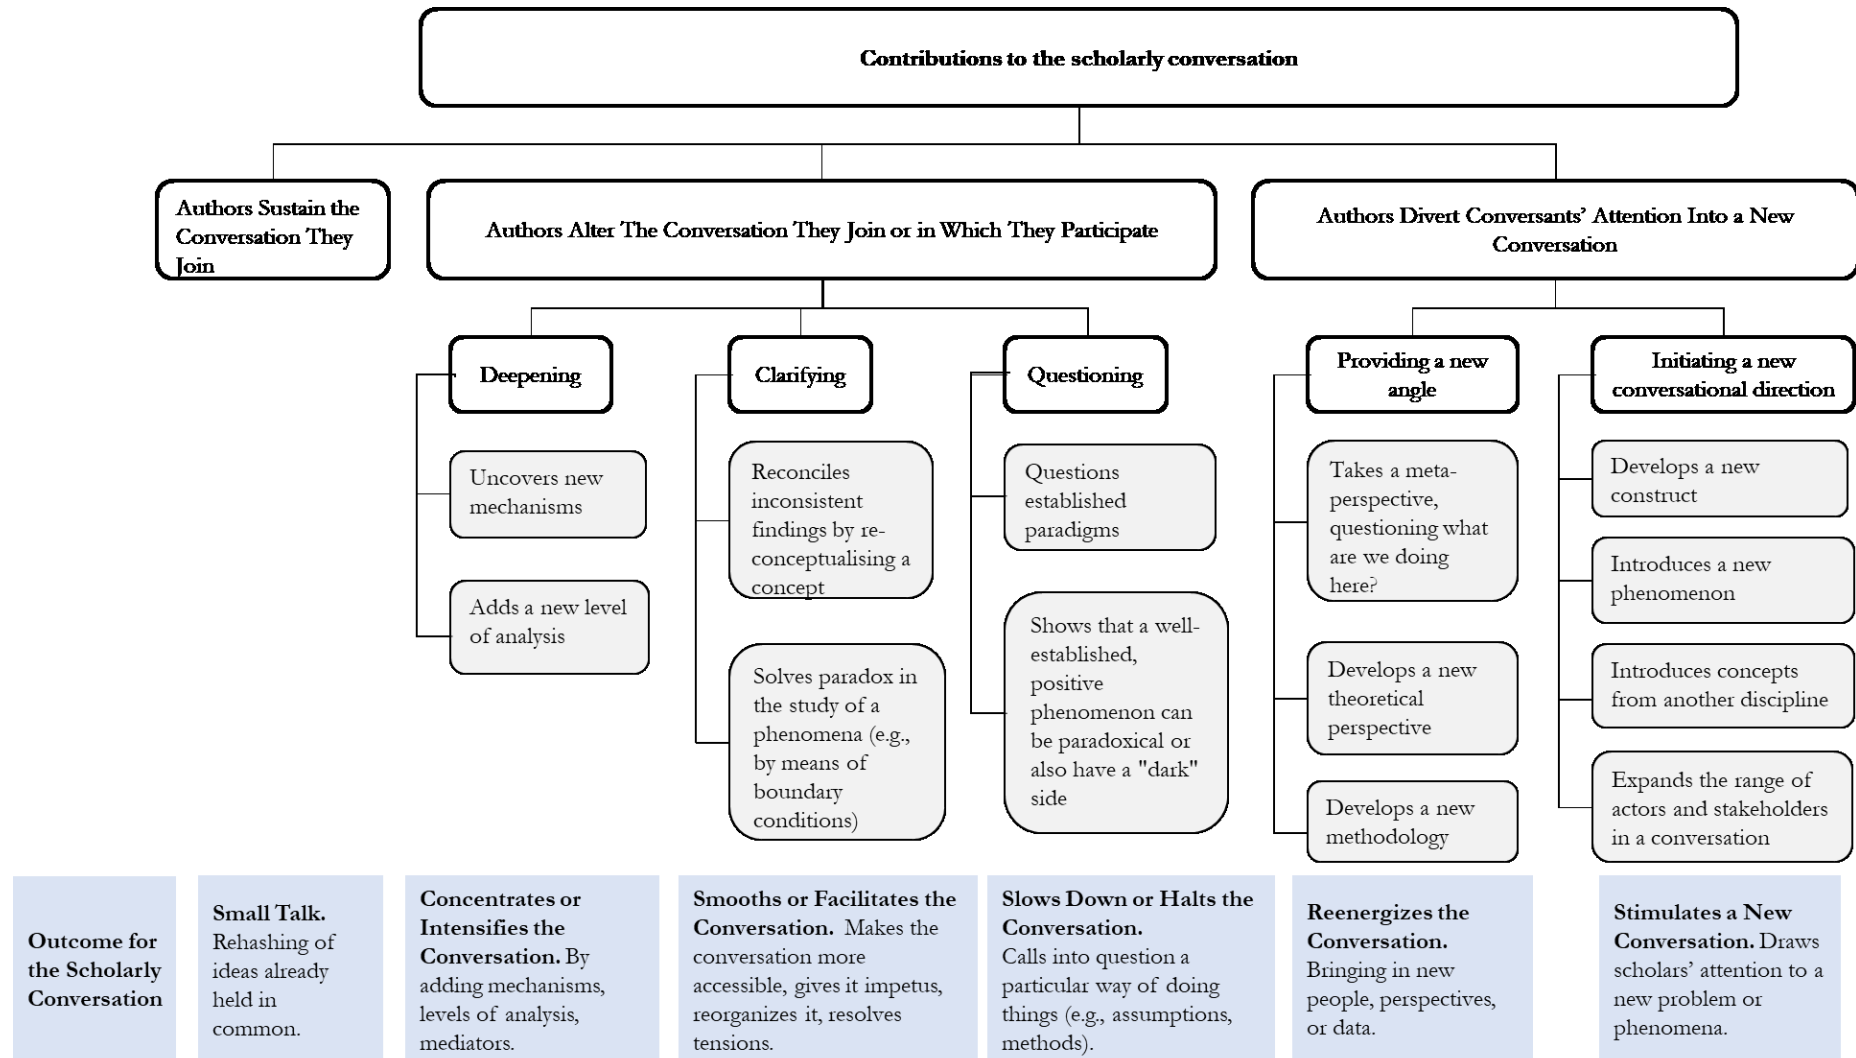 Contributions to the scholarly conversation
Authors Sustain the
Conversation They
Join
Authors Alter The Conversation They Join or in Which They Participate
Authors Divert Conversants’ Attention Into a New
Conversation
Deepening
Clarifying
Questioning
Providing a new
angle
Initiating a new
conversational direction
Uncovers new
mechanisms
Adds a new level
of analysis
Reconciles
inconsistent
findings by re-
conceptualising a
concept
Solves paradox in
the study of a
phenomena (e.g.,
by means of
boundary
conditions)
Questions
established
paradigms
Shows that a well-
established,
positive
phenomenon can
be paradoxical or
also have a "dark"
side
Takes a meta-
perspective,
questioning what
are we doing
here?
Develops a new
theoretical
perspective
Develops a new
methodology
Develops a new
construct
Introduces a new
phenomenon
Introduces concepts
from another discipline
Expands the range of
actors and stakeholders
in a conversation
Outcome for
the Scholarly
Conversation
Small Talk.
Rehashing of
ideas already
held in
common.
Concentrates or
Intensifies the
Conversation. By
adding mechanisms,
levels of analysis,
mediators.
Smooths or Facilitates the
Conversation. Makes the
conversation more
accessible, gives it impetus,
reorganizes it, resolves
tensions.
Slows Down or Halts the
Conversation.
Calls into question a
particular way of doing
things (e.g., assumptions,
methods).
Reenergizes the
Conversation.
Bringing in new
people, perspectives,
or data.
Stimulates a New
Conversation. Draws
scholars’ attention to a
new problem or
phenomena.